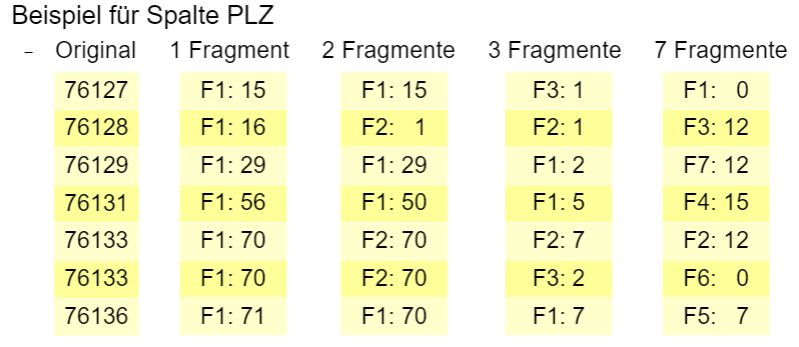 Beispiel für Spalte PLZ
– Original 1 Fragment 2 Fragmente 3 Fragmente 7 Fragmente
76127 F1: 15 F1: 15 F3: 1 F1: 0
76128 F1: 16 F2: 1 F2: 1 F3: 12
76129 F1: 29 F1: 29 F1: 2 F7: 12
76131 F1: 56 F1: 50 F1: 5 F4: 15
76133 F1: 70 F2: 70 F2: 7 F2: 12
76133 F1: 70 F2: 70 F3: 2 F6: 0
76136 F1: 71 F1: 70 F1: 7 F5: 7